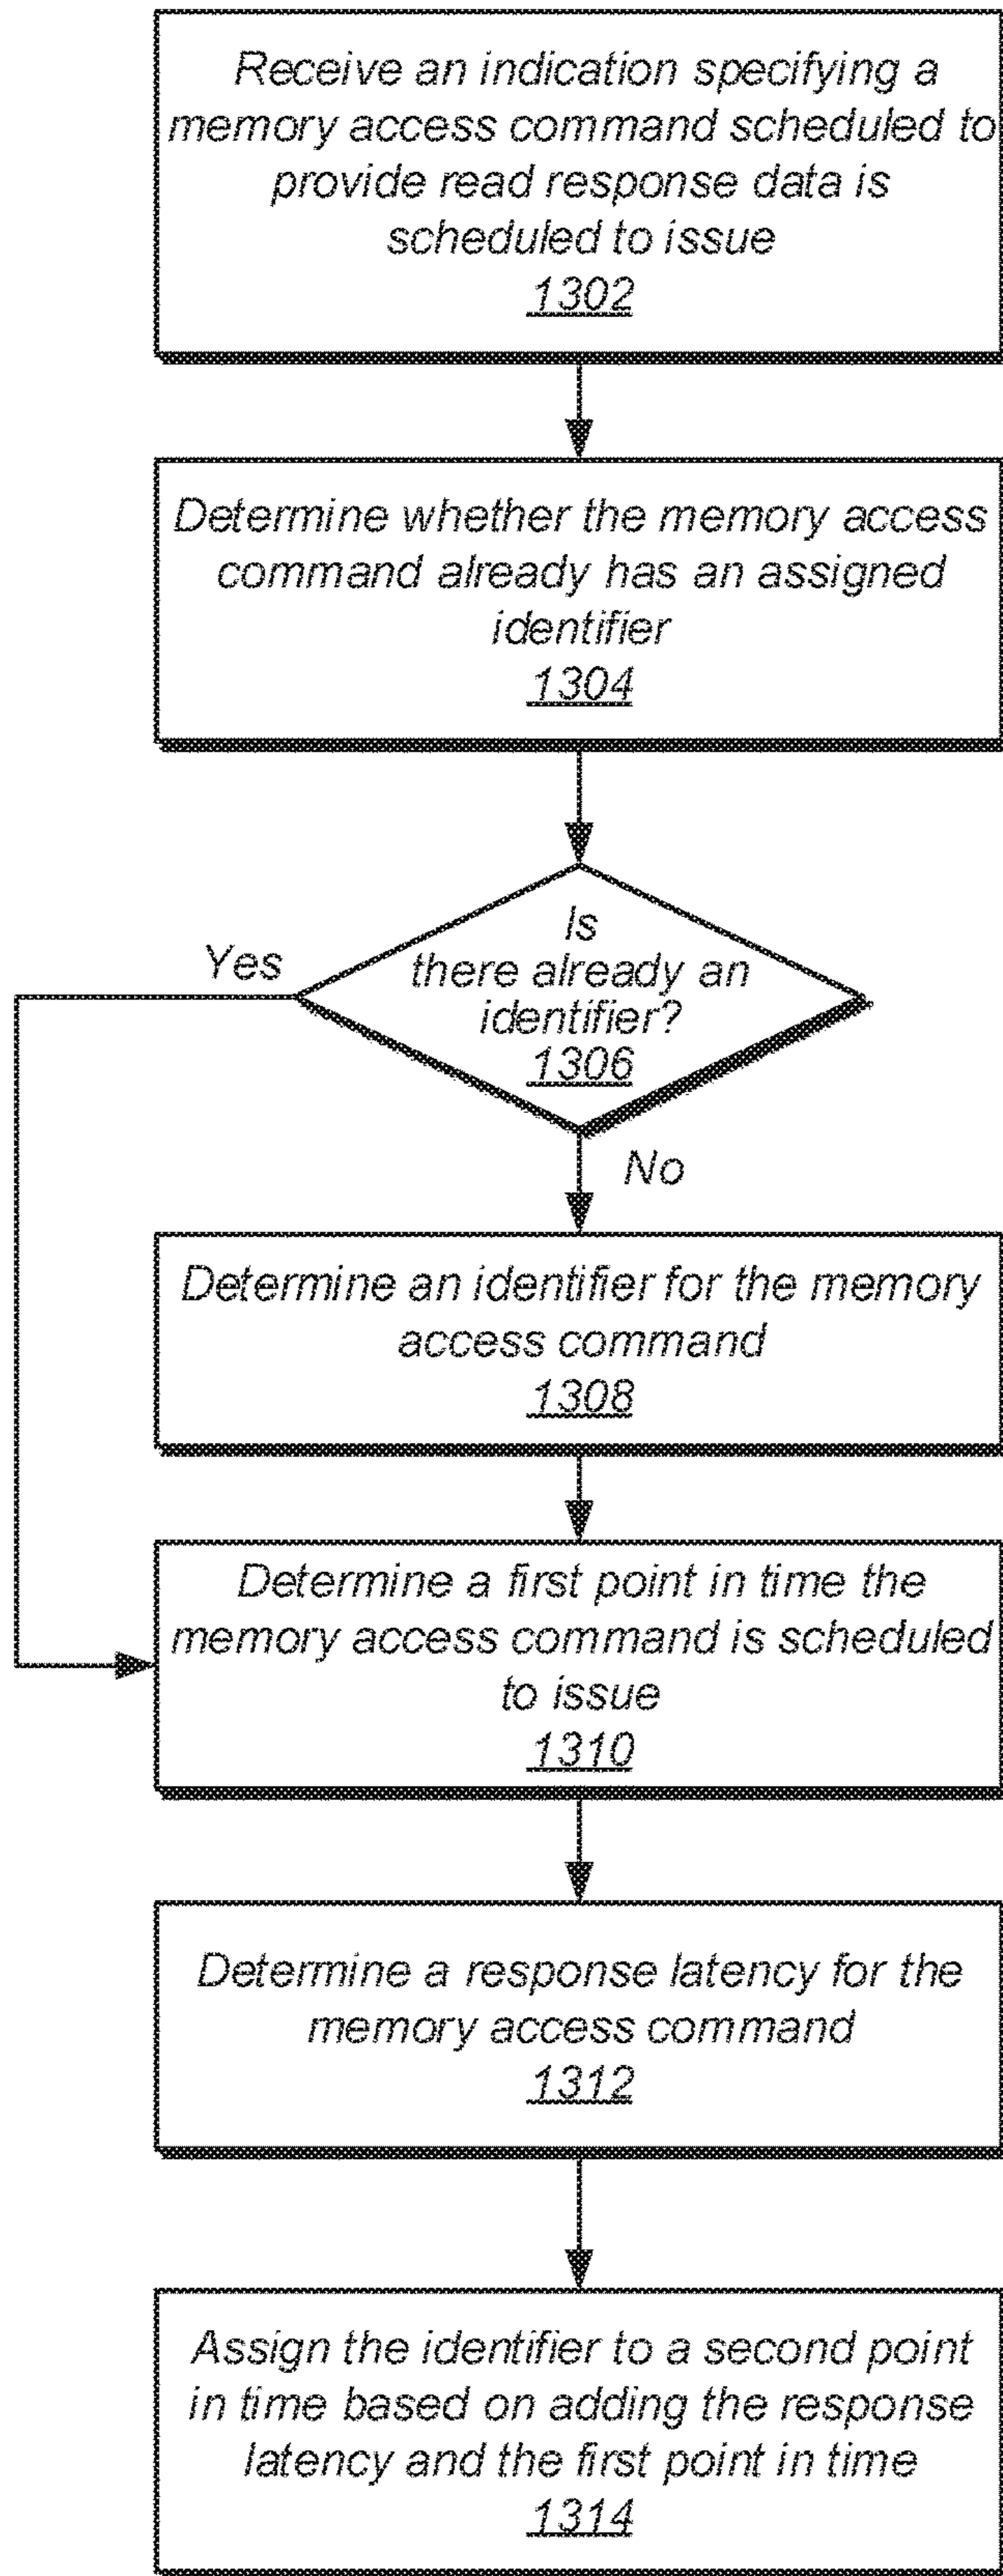 Receive an indication specifying a
memory access command scheduled to
provide read response data is
scheduled to issue
1302
Determine whether the memory access
command already has an assigned
identifier
1304
Is
there already an
identifier?
1306
Yes
No
Determine an identifier for the memory
access command
1308
Determine a first point in time the
memory access command is scheduled
to issue
1310
Determine a response latency for the
memory access command
1312
Assign the identifier to a second point
in time based on adding the response
latency and the first point in time
1314